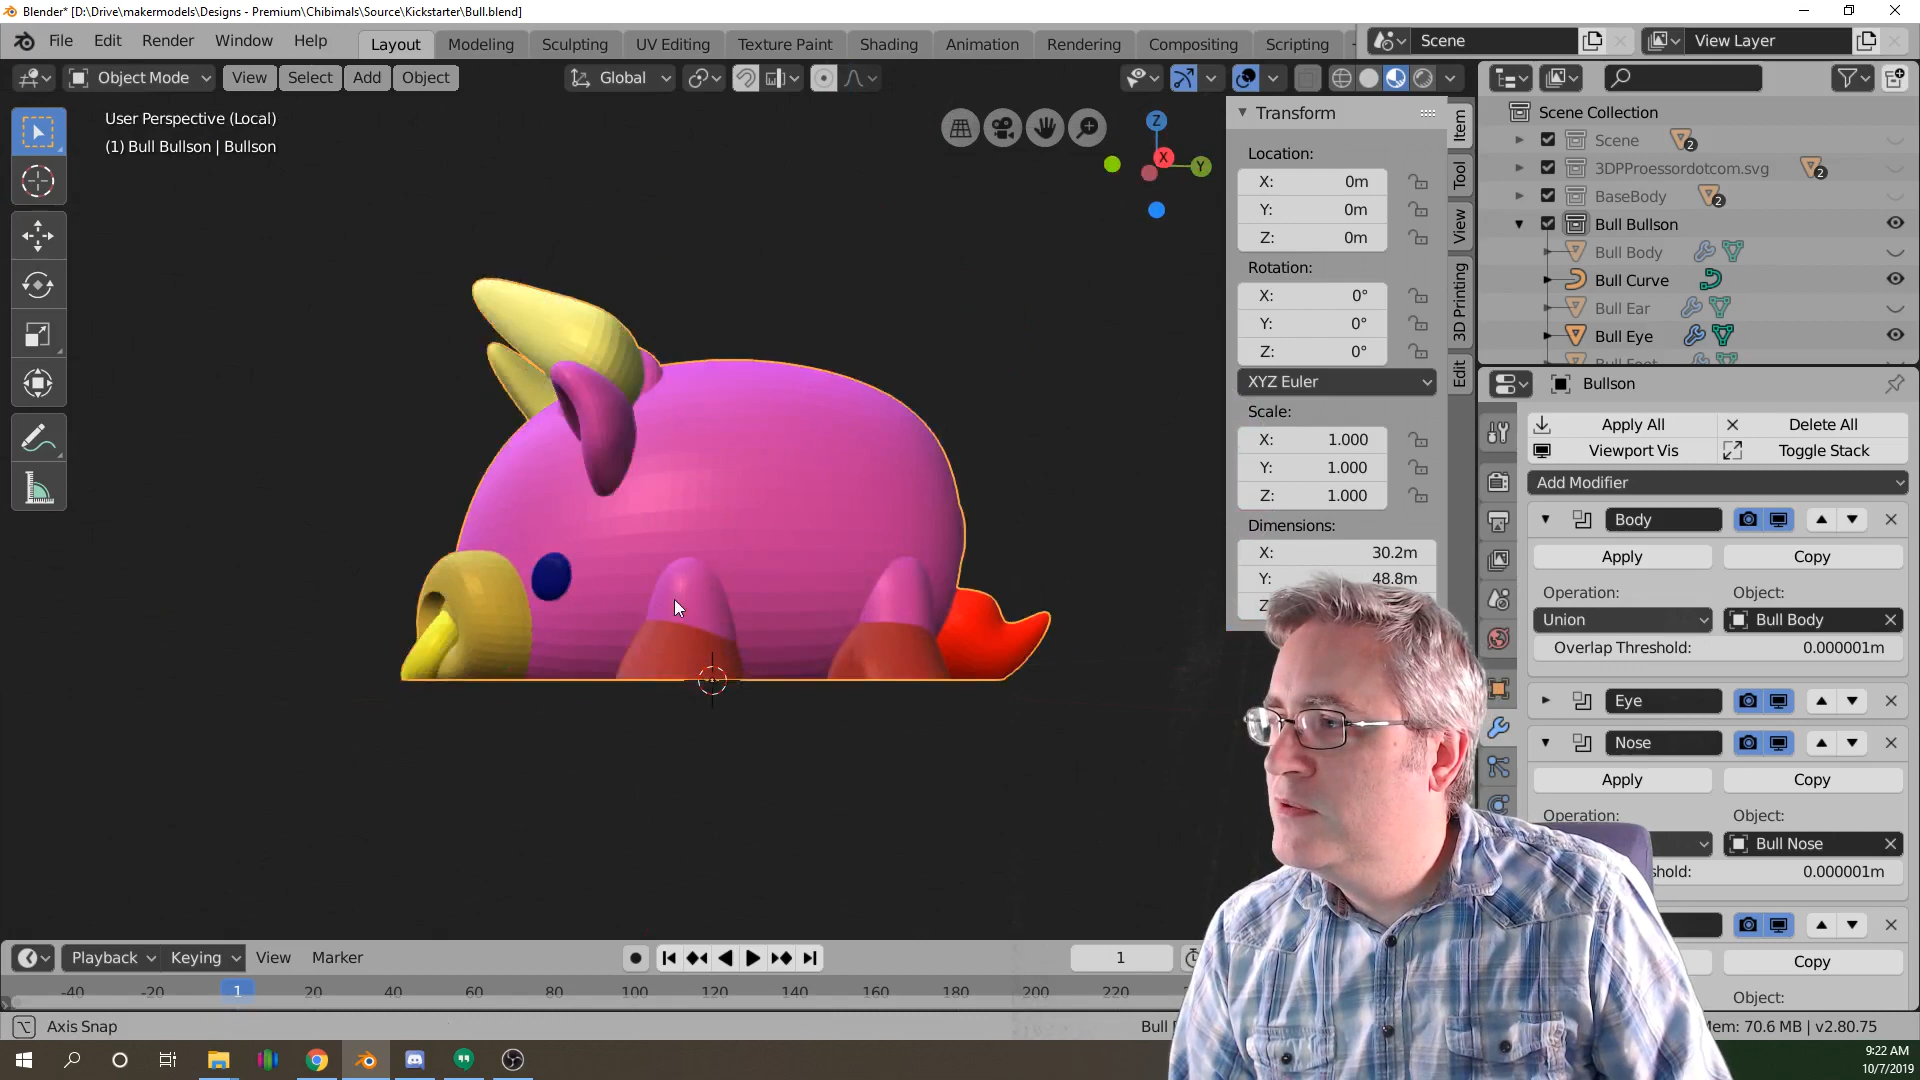 Blender* [D:\Drive\makermodels\Designs - Premium\Chibimals\Source\Kickstarter\Bull.blend]
File Edit Render Window Help Layout Modeling Sculpting UV Editing Texture Paint Shading Animation Rendering Compositing Scripting Scene View Layer
Object Mode View Select Add Object Global
User Perspective (Local)
(1) Bull Bullson | Bullson
Z
X
Y
Transform
Location:
X: 0m
Y: 0m
Z: 0m
Rotation:
X: 0°
Y: 0°
Z: 0°
XYZ Euler
Scale:
X: 1.000
Y: 1.000
Z: 1.000
Dimensions:
X: 30.2m
Y: 48.8m
Z
Item
Tool
View
3D Printing
Edit
Scene Collection
Scene 2
3DPProessordotcom.svg 2
BaseBody 2
Bull Bullson
Bull Body
Bull Curve
Bull Ear
Bull Eye
Bull Foot
Bullson
Apply All Delete All
Viewport Vis Toggle Stack
Add Modifier
Body
Apply Copy
Operation: Object:
Union Bull Body
Overlap Threshold: 0.000001m
Eye
Nose
Apply Copy
Operation: Object:
Bull Nose
shold: 0.000001m
Copy
Object:
Playback Keying View Marker 1
-40 -20 1 20 40 60 80 100 120 140 160 180 200 220
Axis Snap
Bull
Mem: 70.6 MB | v2.80.75
9:22 AM
10/7/2019